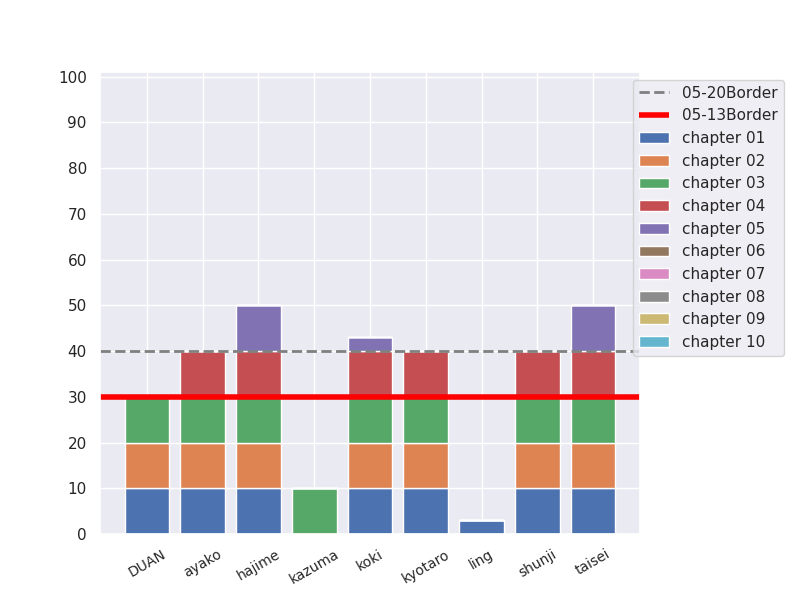 100
90
80
70
60
50
40
30
20
10
0
DUAN
ayako
hajime
kazuma
koki
kyotaro
ling
shunji
taisei
05-20Border
05-13Border
chapter 01
chapter 02
chapter 03
chapter 04
chapter 05
chapter 06
chapter 07
chapter 08
chapter 09
chapter 10